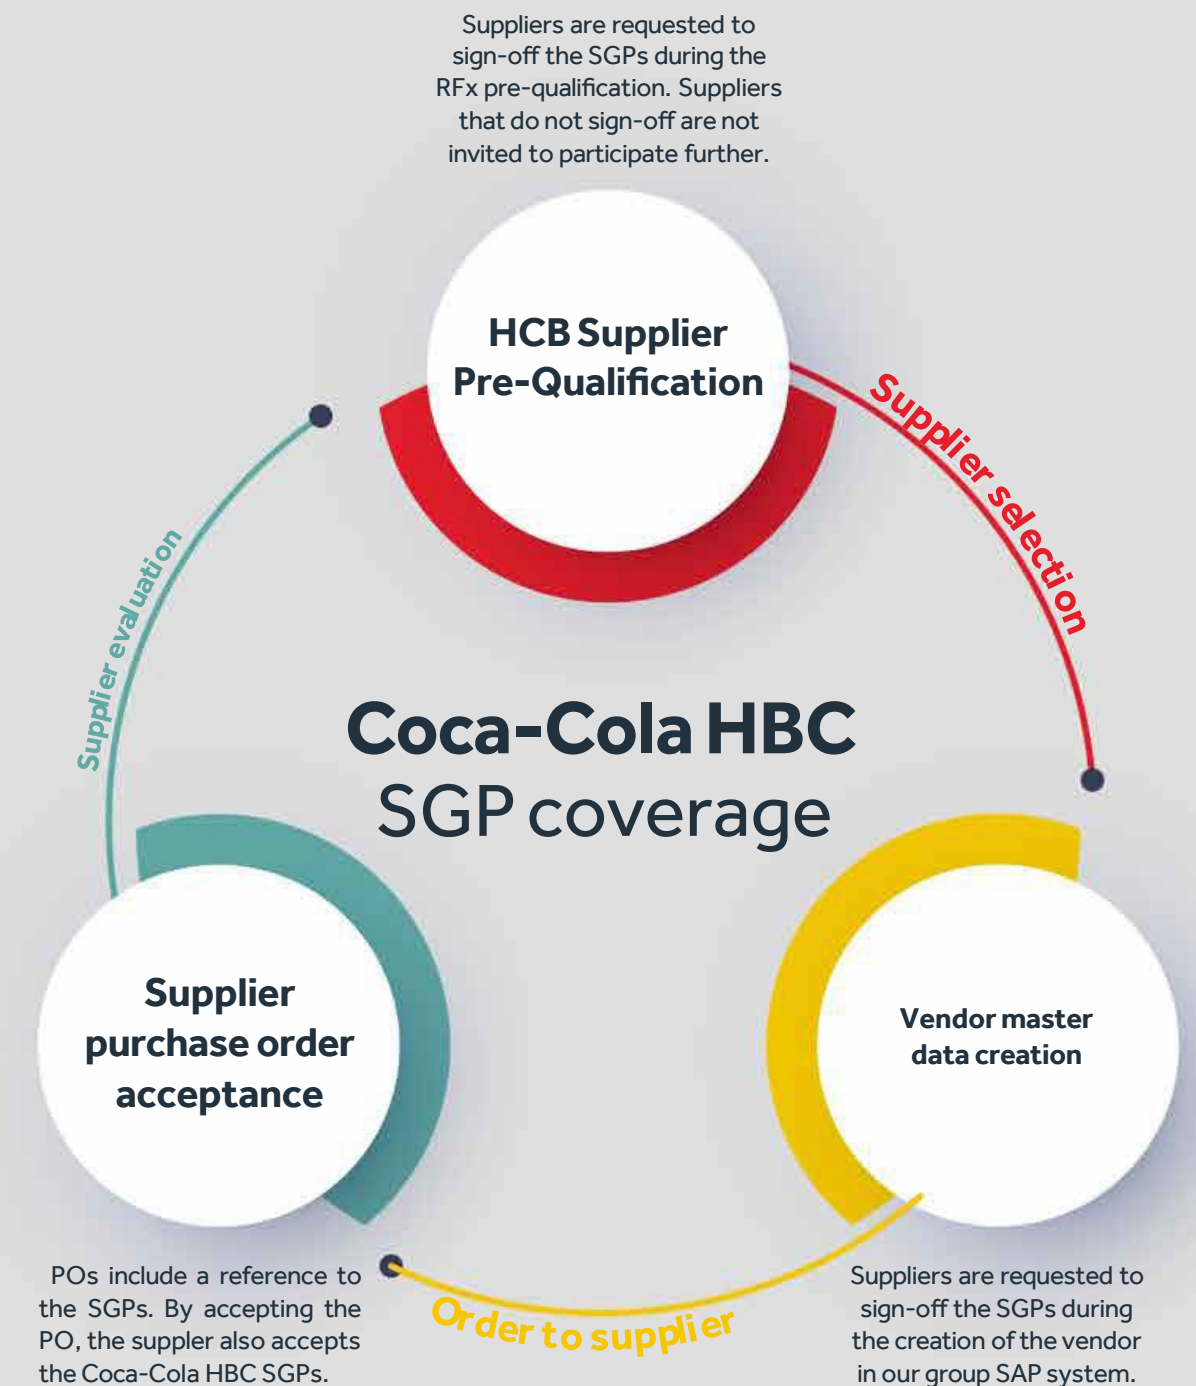 Suppliers are requested to
sign-off the SGPs during the
RFx pre-qualification. Suppliers
that do not sign-off are not
invited to participate further.
HCB Supplier
Pre-Qualification
Supplier selection
Supplier evaluation
Coca-Cola HBC
SGP coverage
Supplier
purchase order
acceptance
Vendor master
data creation
POs include a reference to
the SGPs. By accepting the
PO, the suppler also accepts
the Coca-Cola HBC SGPs.
Order to supplier
Suppliers are requested to
sign-off the SGPs during
the creation of the vendor
in our group SAP system.